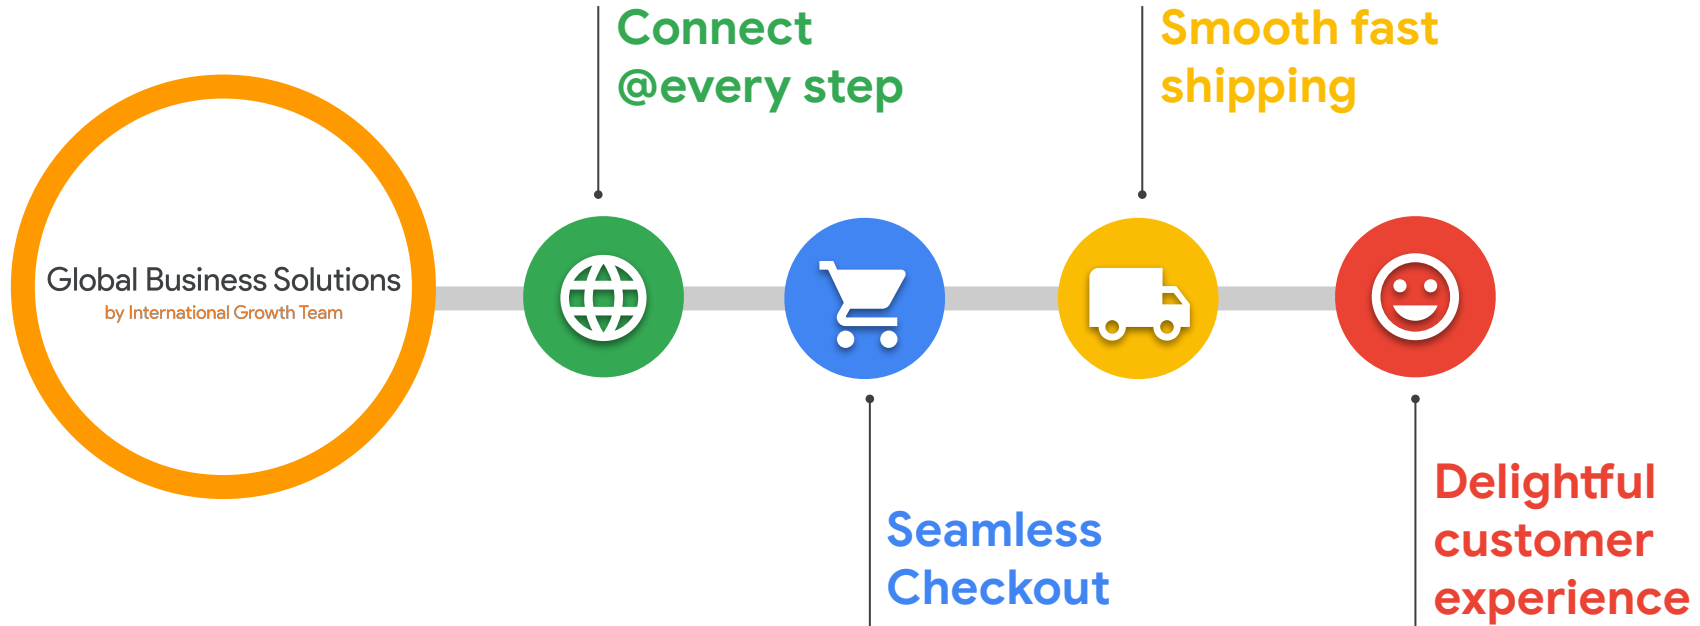 Connect
@every step
Smooth fast
shipping
Global Business Solutions
by International Growth Team
Seamless
Checkout
Delightful
customer
experience